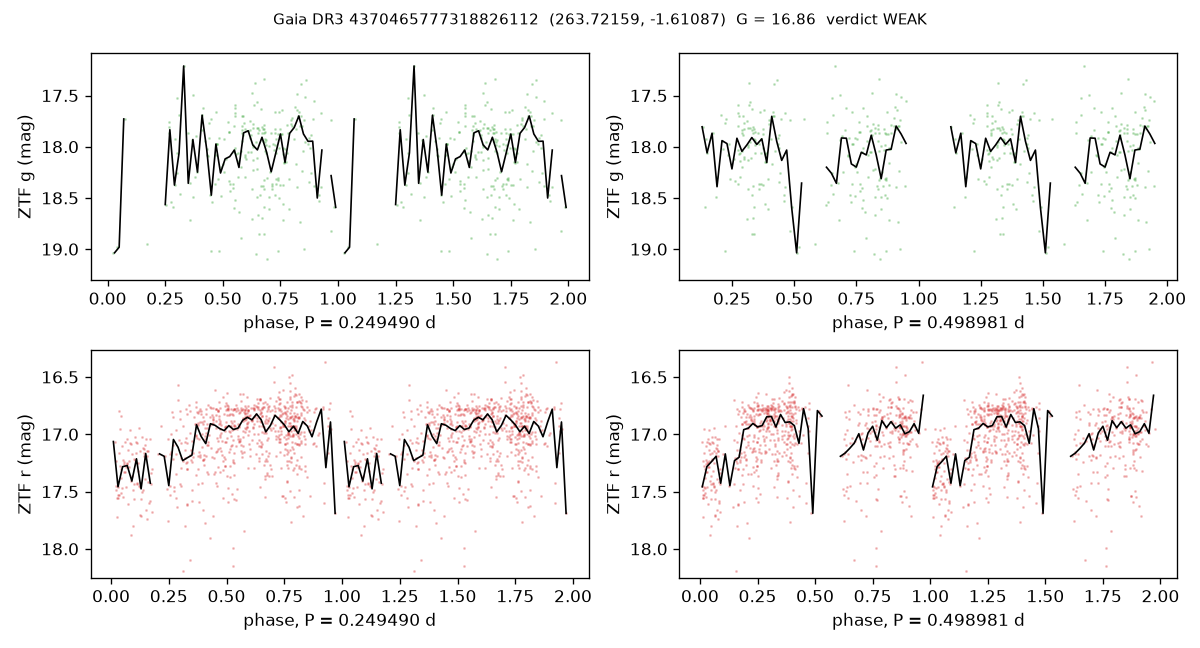 Gaia DR3 4370465777318826112  (263.72159, -1.61087)  G = 16.86  verdict WEAK
ZTF g (mag)
17.5
18.0
18.5
19.0
0.00 0.25 0.50 0.75 1.00 1.25 1.50 1.75 2.00
phase, P = 0.249490 d
ZTF g (mag)
17.5
18.0
18.5
19.0
0.25 0.50 0.75 1.00 1.25 1.50 1.75 2.00
phase, P = 0.498981 d
ZTF r (mag)
16.5
17.0
17.5
18.0
0.00 0.25 0.50 0.75 1.00 1.25 1.50 1.75 2.00
phase, P = 0.249490 d
ZTF r (mag)
16.5
17.0
17.5
18.0
0.00 0.25 0.50 0.75 1.00 1.25 1.50 1.75 2.00
phase, P = 0.498981 d